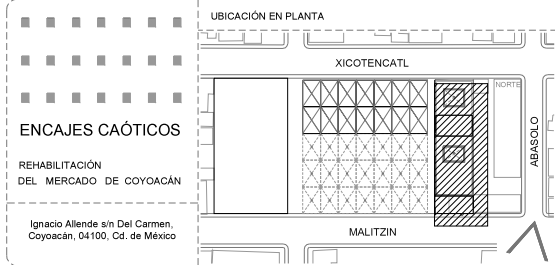 UBICACIÓN EN PLANTA
XICOTENCATL
NORTE
ABASOLO
MALITZIN
ENCAJES CAÓTICOS
REHABILITACIÓN
DEL MERCADO DE COYOACÁN
Ignacio Allende s/n Del Carmen,
Coyoacán, 04100, Cd. de México